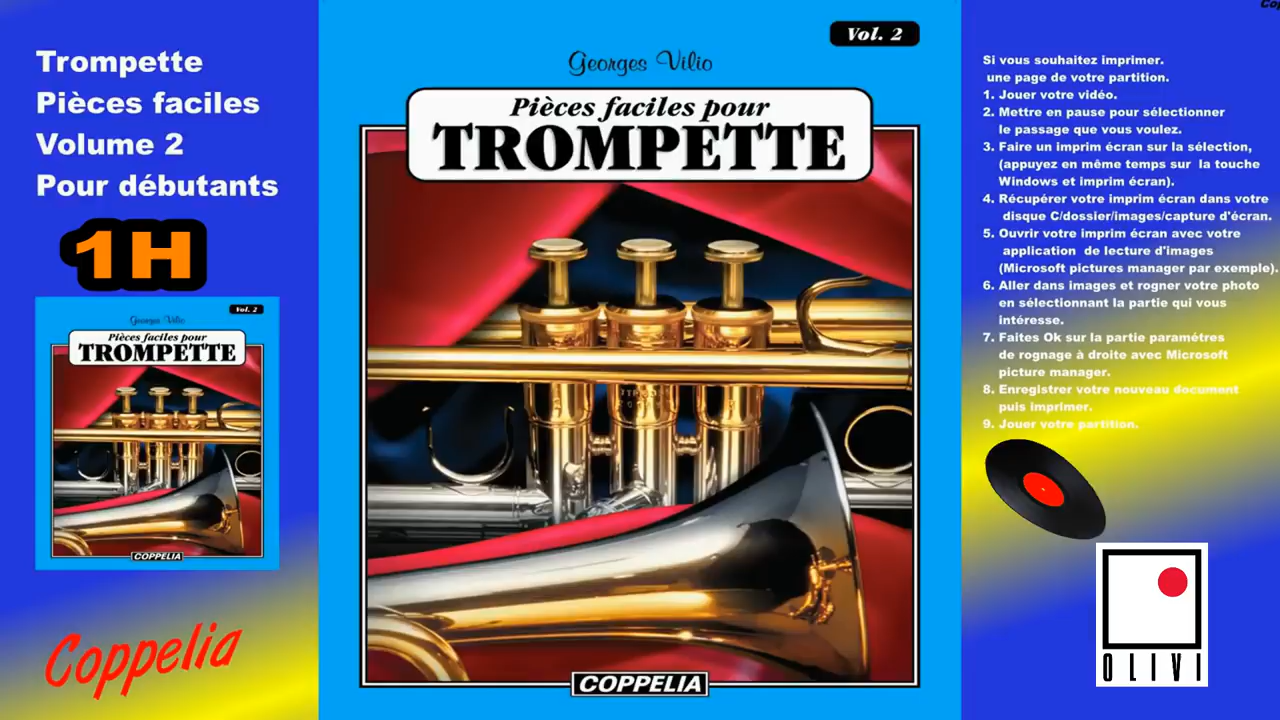 Trompette
Pièces faciles
Volume 2
Pour débutants
1H
Vol. 2
Georges Vilio
Pièces faciles pour
TROMPETTE
COPPELIA
Coppelia
Vol. 2
Georges Vilio
Pièces faciles pour
TROMPETTE
COPPELIA
Si vous souhaitez imprimer.
une page de votre partition.
1. Jouer votre vidéo.
2. Mettre en pause pour sélectionner
le passage que vous voulez.
3. Faire un imprim écran sur la sélection,
(appuyez en même temps sur la touche
Windows et imprim écran).
4. Récupérer votre imprim écran dans votre
disque C/dossier/images/capture d'écran.
5. Ouvrir votre imprim écran avec votre
application de lecture d'images
(Microsoft pictures manager par exemple).
6. Aller dans images et rogner votre photo
en sélectionnant la partie qui vous
intéresse.
7. Faites Ok sur la partie paramétres
de rognage à droite avec Microsoft
picture manager.
8. Enregistrer votre nouveau document
puis imprimer.
9. Jouer votre partition.
OLIVI